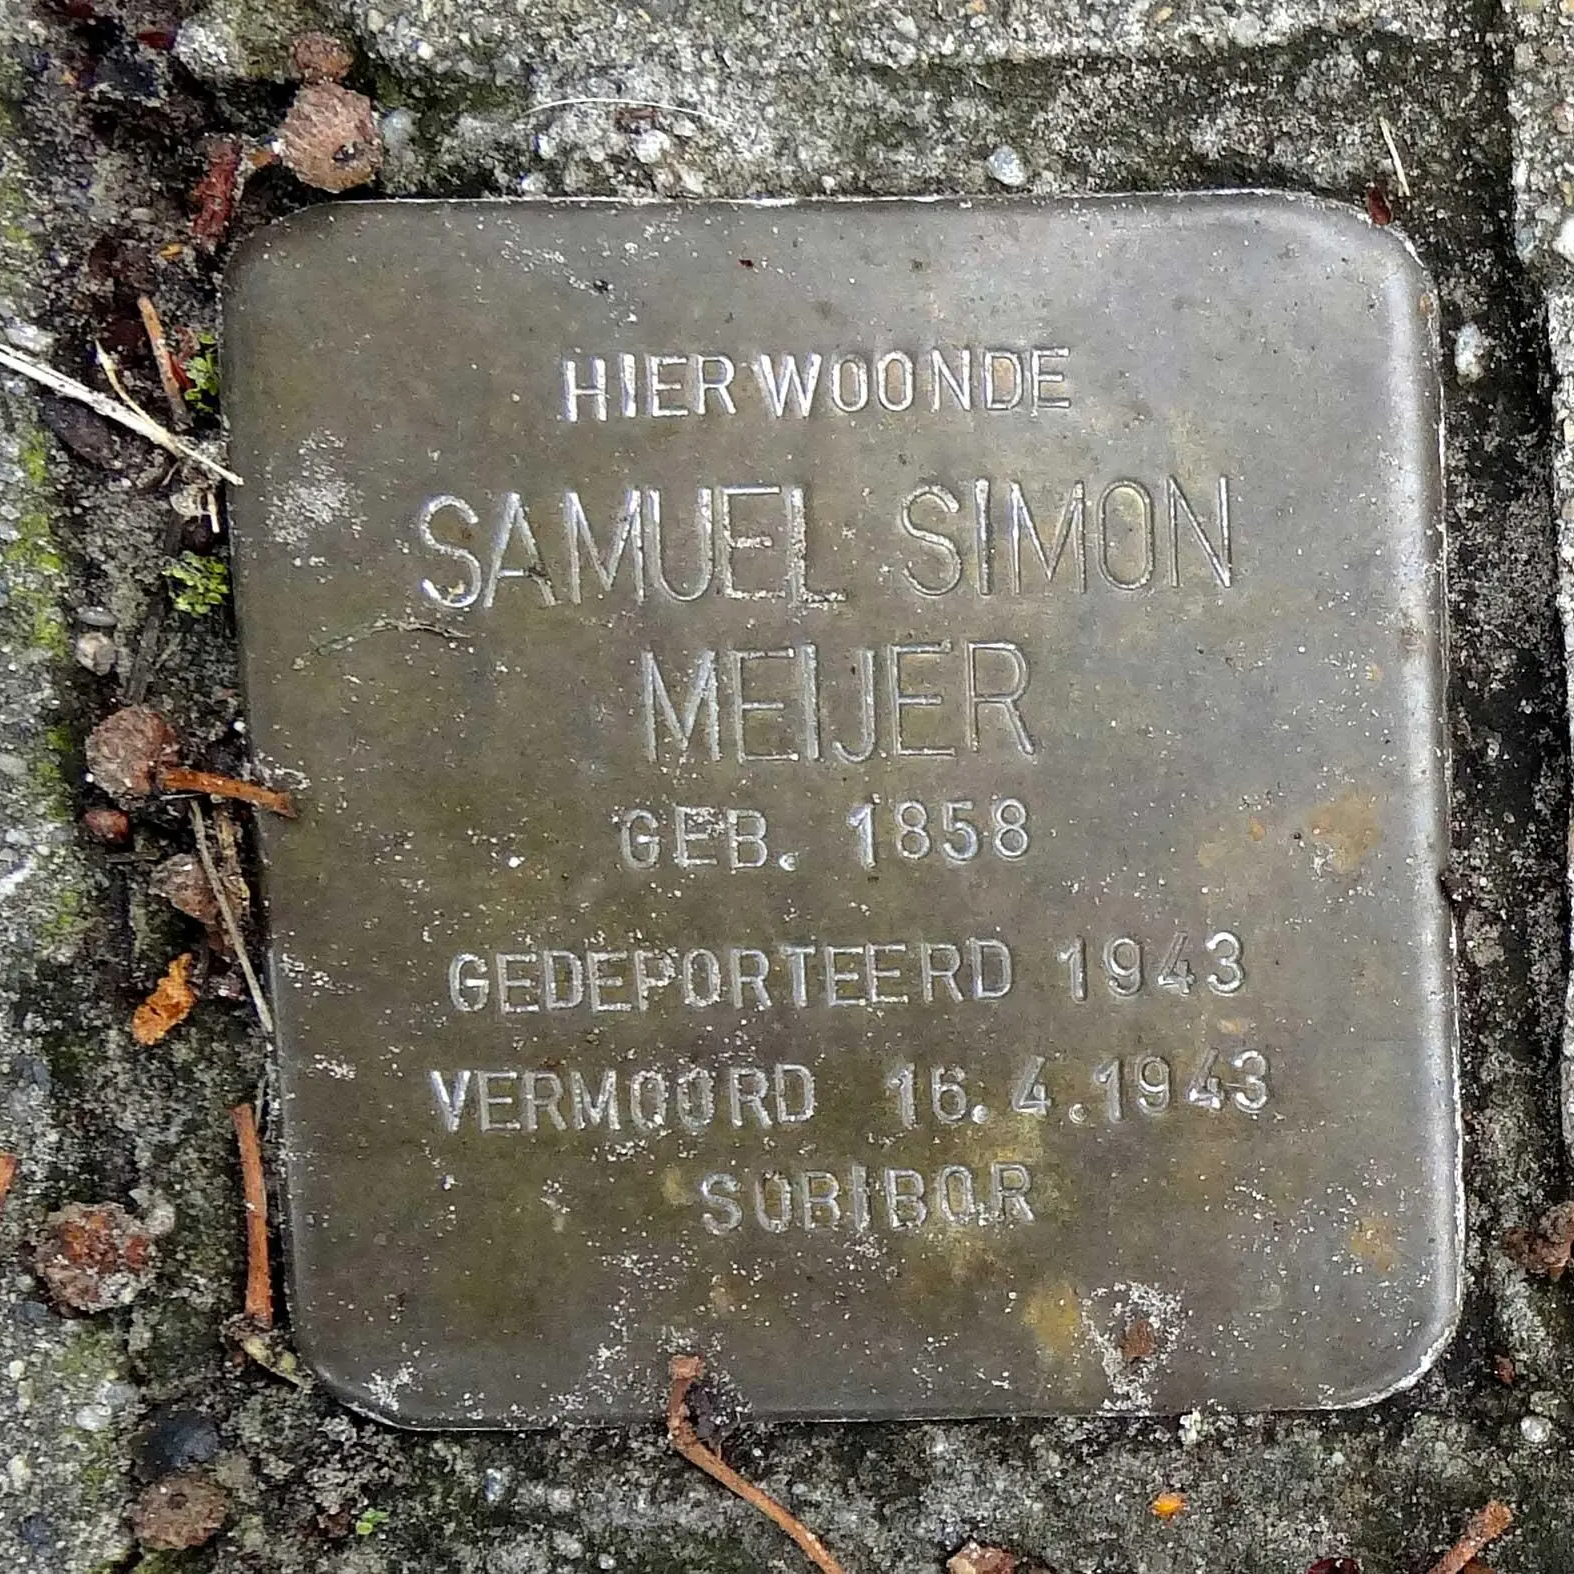 HIER WOONDE
SAMUEL SIMON
MEIJER
GEB. 1858
GEDEPORTEERD 1943
VERMOORD 16.4.1943
SOBIBOR